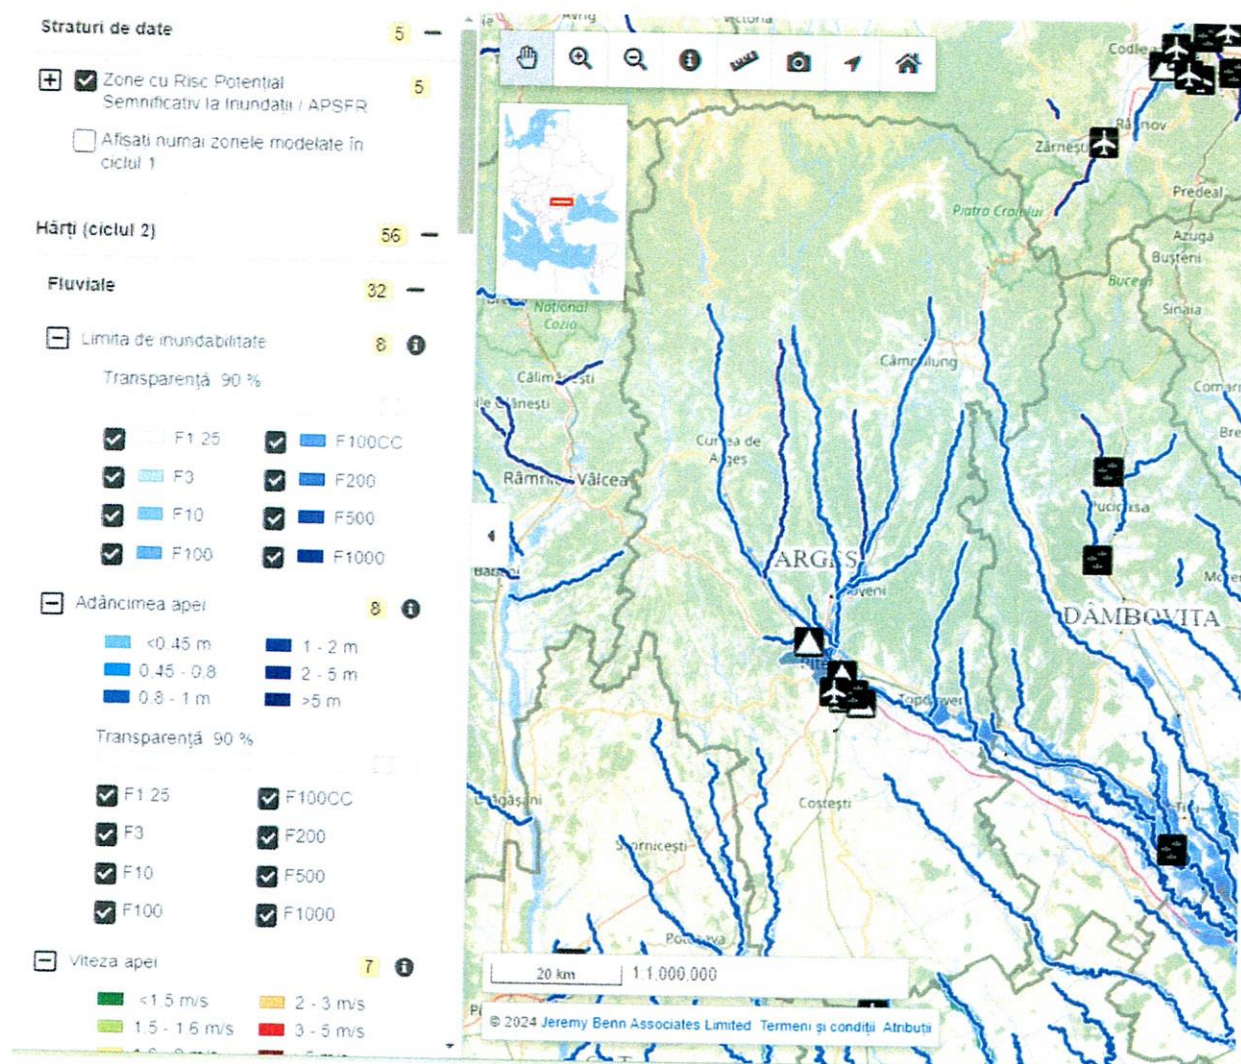 Straturi de date 5
Zone cu Risc Potențial
Semnificativ la Inundații / APSFR 5
Afișați numai zonele modelate în
ciclul 1
Hărți (ciclul 2) 56
Fluviale 32
Limita de inundabilitate 8
Transparență 90 %
F1.25 F100CC
F3 F200
F10 F500
F100 F1000
Adâncimea apei 8
<0.45 m 1 - 2 m
0.45 - 0.8 2 - 5 m
0.8 - 1 m >5 m
Transparență 90 %
F1.25 F100CC
F3 F200
F10 F500
F100 F1000
Viteza apei 7
<1.5 m/s 2 - 3 m/s
1.5 - 1.6 m/s 3 - 5 m/s
Avrig
Victoria
Codlea
Râșnov
Zărnești
Predeal
Piatra Craiului
Azuga
Bușteni
Sinaia
National
Cozia
Câmpulung
Călimănești
Curtea de
Argeș
Râmnicu Vâlcea
Pucioasa
ARGEȘ
DÂMBOVIȚA
Topoloveni
Costești
Scornicești
Potcoava
20 km 1:1,000,000
© 2024 Jeremy Benn Associates Limited Termeni și condiții Atribuții